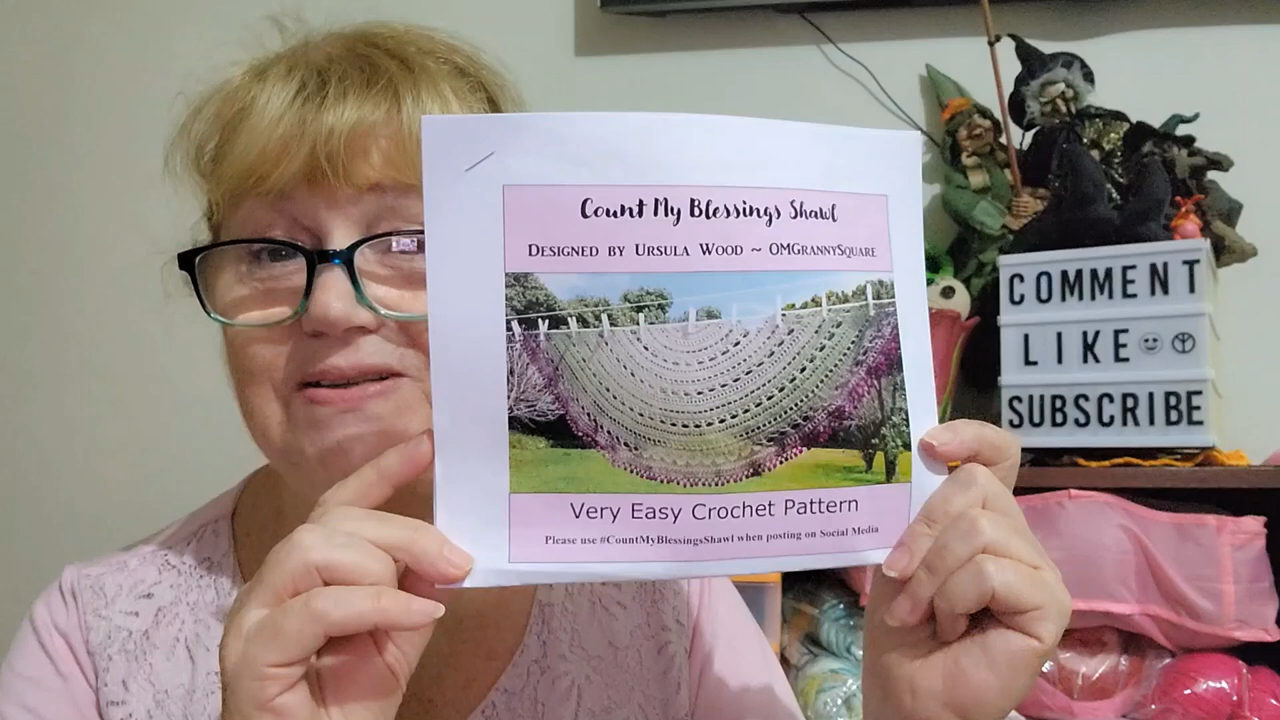 Count My Blessings Shawl
Designed by Ursula Wood ~ OMGrannySquare
Very Easy Crochet Pattern
Please use #CountMyBlessingsShawl when posting on Social Media
COMMENT
LIKE
SUBSCRIBE